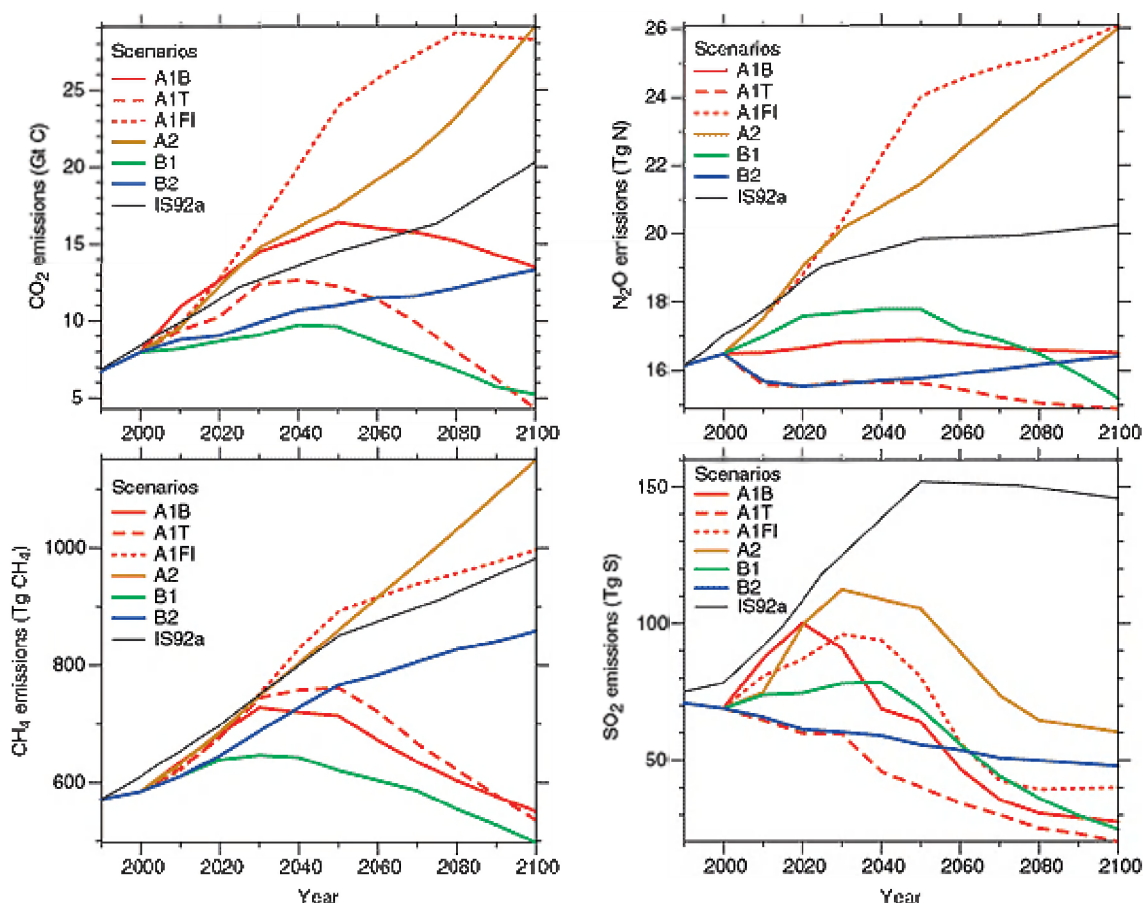 Scenarios
A1B
A1T
A1FI
A2
B1
B2
IS92a
CO₂ emissions (Gt C)
25
20
15
10
5
2000 2020 2040 2060 2080 2100
Scenarios
A1B
A1T
A1FI
A2
B1
B2
IS92a
N₂O emissions (Tg N)
26
24
22
20
18
16
2000 2020 2040 2060 2080 2100
Scenarios
A1B
A1T
A1FI
A2
B1
B2
IS92a
CH₄ emissions (Tg CH₄)
1000
800
600
2000 2020 2040 2060 2080 2100
Year
Scenarios
A1B
A1T
A1FI
A2
B1
B2
IS92a
SO₂ emissions (Tg S)
150
100
50
2000 2020 2040 2060 2080 2100
Year